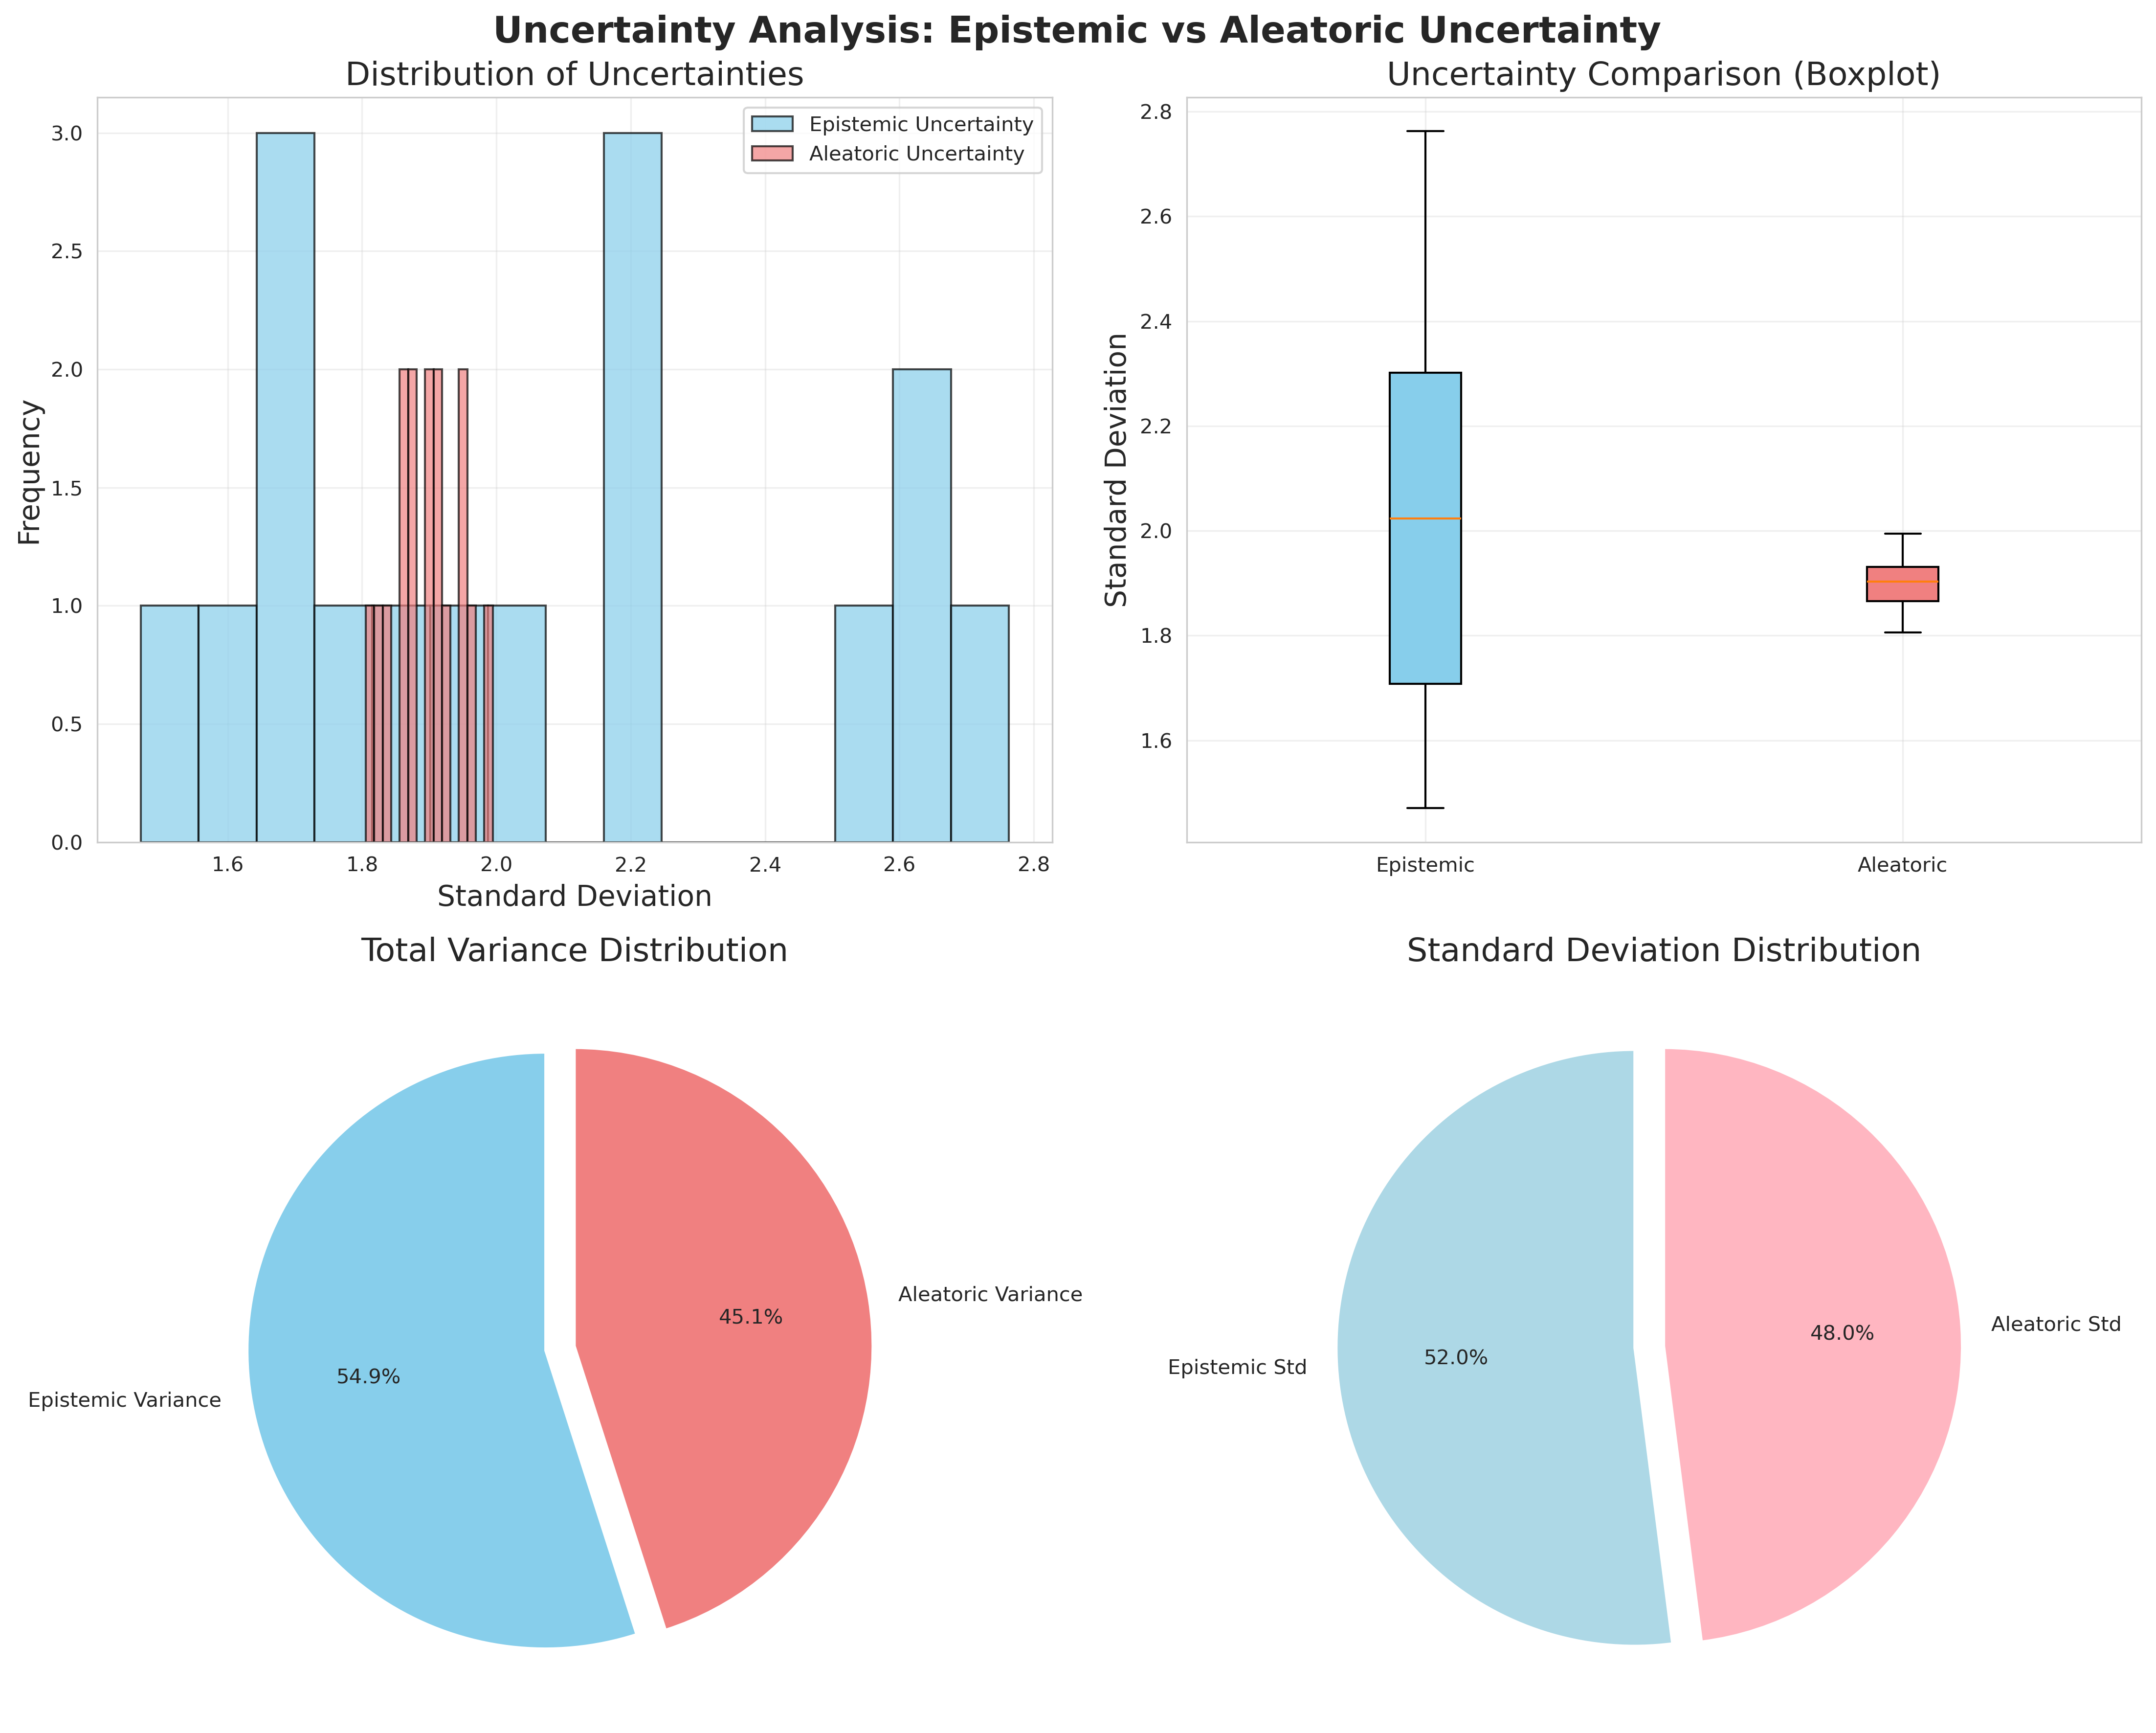 Uncertainty Analysis: Epistemic vs Aleatoric Uncertainty
Distribution of Uncertainties
Epistemic Uncertainty
Aleatoric Uncertainty
Frequency
3.0
2.5
2.0
1.5
1.0
0.5
0.0
1.6
1.8
2.0
2.2
2.4
2.6
2.8
Standard Deviation
Uncertainty Comparison (Boxplot)
Standard Deviation
2.8
2.6
2.4
2.2
2.0
1.8
1.6
Epistemic
Aleatoric
Total Variance Distribution
Epistemic Variance
54.9%
45.1%
Aleatoric Variance
Standard Deviation Distribution
Epistemic Std
52.0%
48.0%
Aleatoric Std